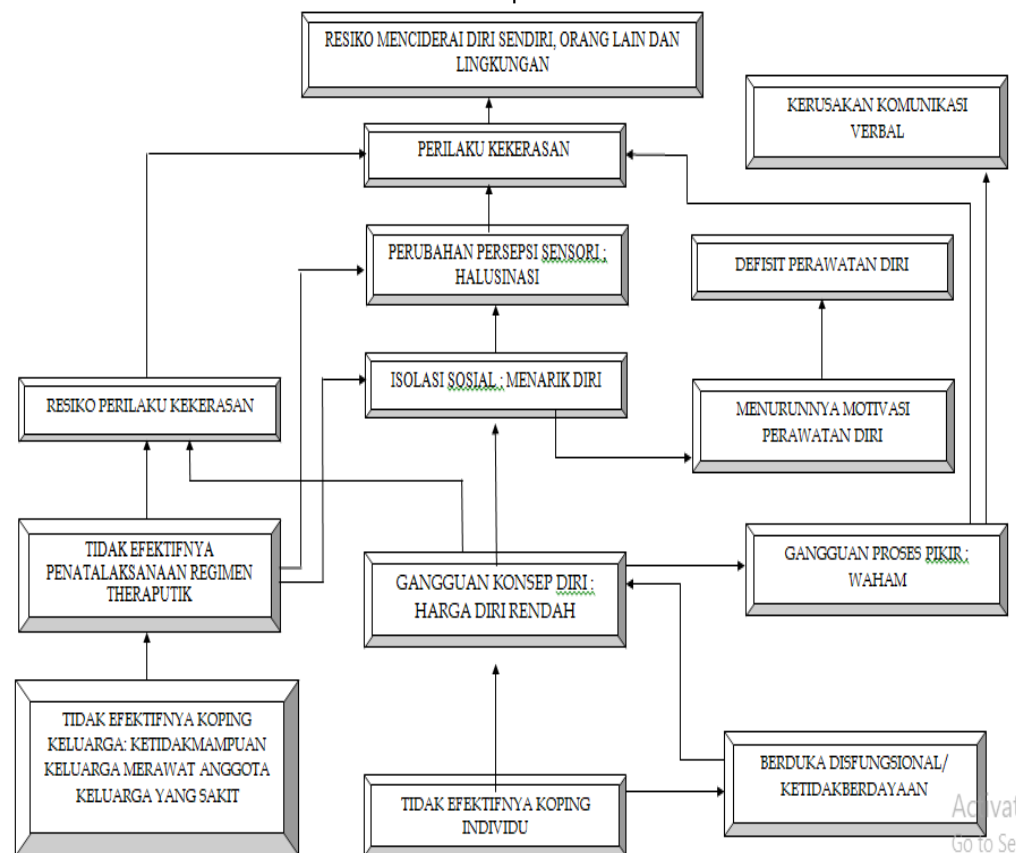 RESIKO MENCIDERAI DIRI SENDIRI, ORANG LAIN DAN
LINGKUNGAN
KERUSAKAN KOMUNIKASI
VERBAL
PERILAKU KEKERASAN
PERUBAHAN PERSEPSI SENSORI ;
HALUSINASI
DEFISIT PERAWATAN DIRI
ISOLASI SOSIAL ; MENARIK DIRI
RESIKO PERILAKU KEKERASAN
MENURUNNYA MOTIVASI
PERAWATAN DIRI
TIDAK EFEKTIFNYA
PENATALAKSANAAN REGIMEN
THERAPUTIK
GANGGUAN KONSEP DIRI ;
HARGA DIRI RENDAH
GANGGUAN PROSES PIKIR ;
WAHAM
TIDAK EFEKTIFNYA KOPING
KELUARGA: KETIDAKMAMPUAN
KELUARGA MERAWAT ANGGOTA
KELUARGA YANG SAKIT
TIDAK EFEKTIFNYA KOPING
INDIVIDU
BERDUKA DISFUNGSIONAL/
KETIDAKBERDAYAAN
Go to Se